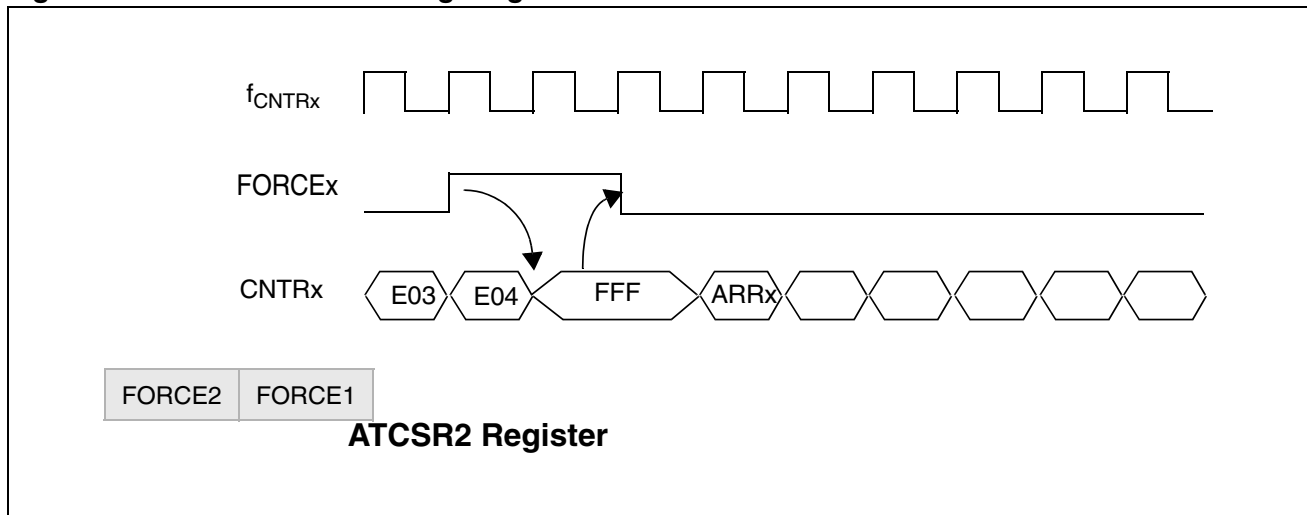 fCNTRx
FORCEx
CNTRx E03 E04 FFF ARRx
FORCE2 FORCE1
ATCSR2 Register